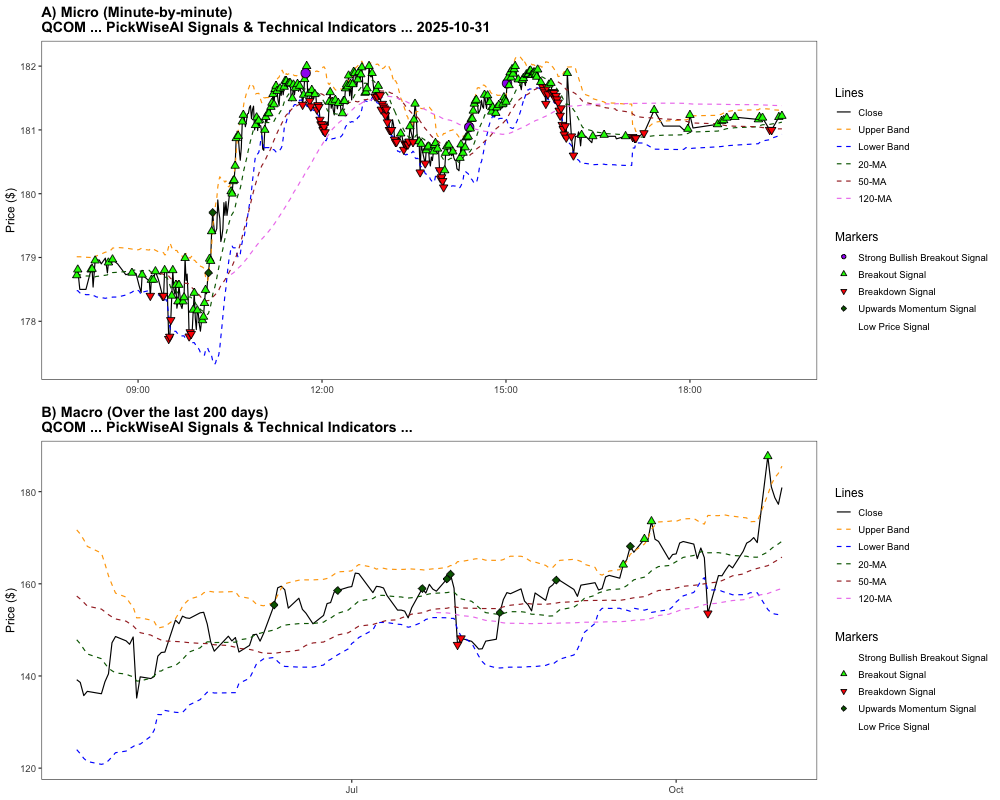 A) Micro (Minute-by-minute)
QCOM ... PickWiseAI Signals & Technical Indicators ... 2025-10-31
Price ($)
182
181
180
179
178
09:00
12:00
15:00
18:00
Lines
Close
Upper Band
Lower Band
20-MA
50-MA
120-MA
Markers
Strong Bullish Breakout Signal
Breakout Signal
Breakdown Signal
Upwards Momentum Signal
Low Price Signal
B) Macro (Over the last 200 days)
QCOM ... PickWiseAI Signals & Technical Indicators ...
Price ($)
180
160
140
120
Jul
Oct
Lines
Close
Upper Band
Lower Band
20-MA
50-MA
120-MA
Markers
Strong Bullish Breakout Signal
Breakout Signal
Breakdown Signal
Upwards Momentum Signal
Low Price Signal